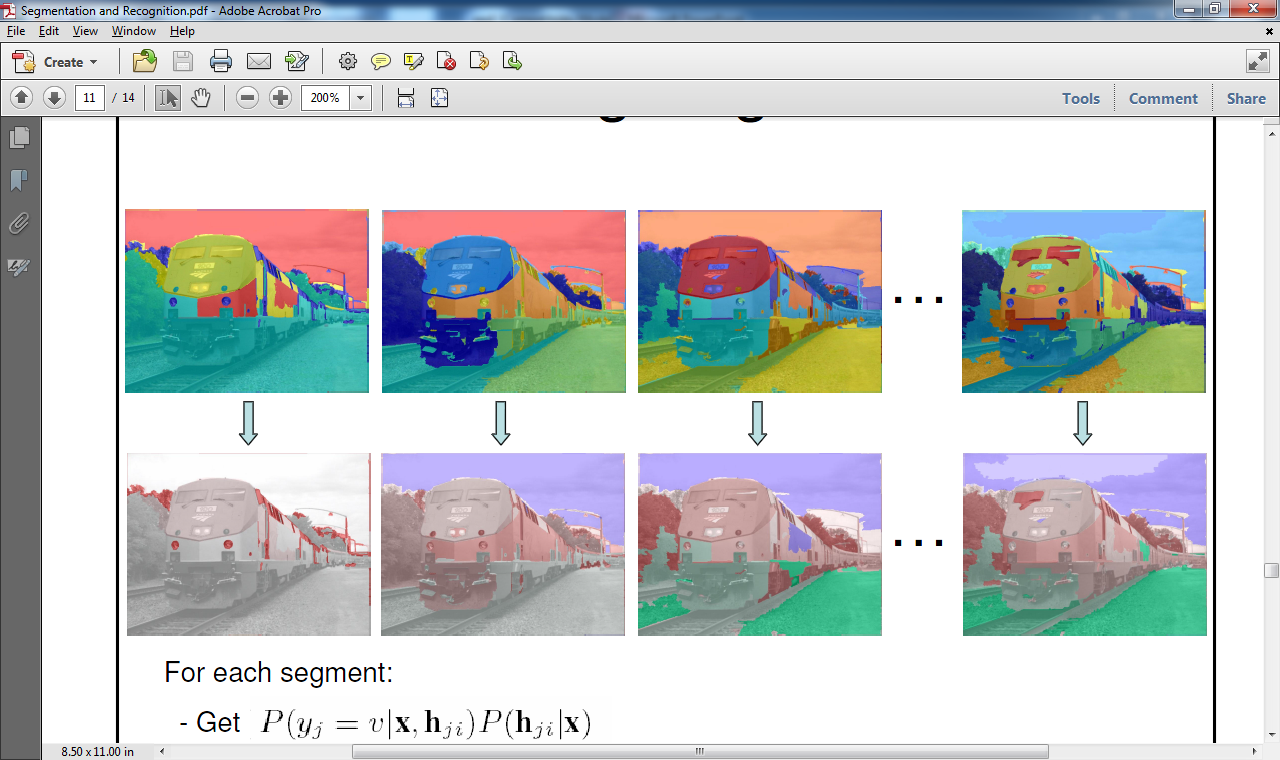 Segmentation and Recognition.pdf - Adobe Acrobat Pro
File Edit View Window Help
Create
11 / 14 200% Tools Comment Share
...
...
For each segment:
- Get P(y_j = v|x, h_ji)P(h_ji|x)
8.50 x 11.00 in